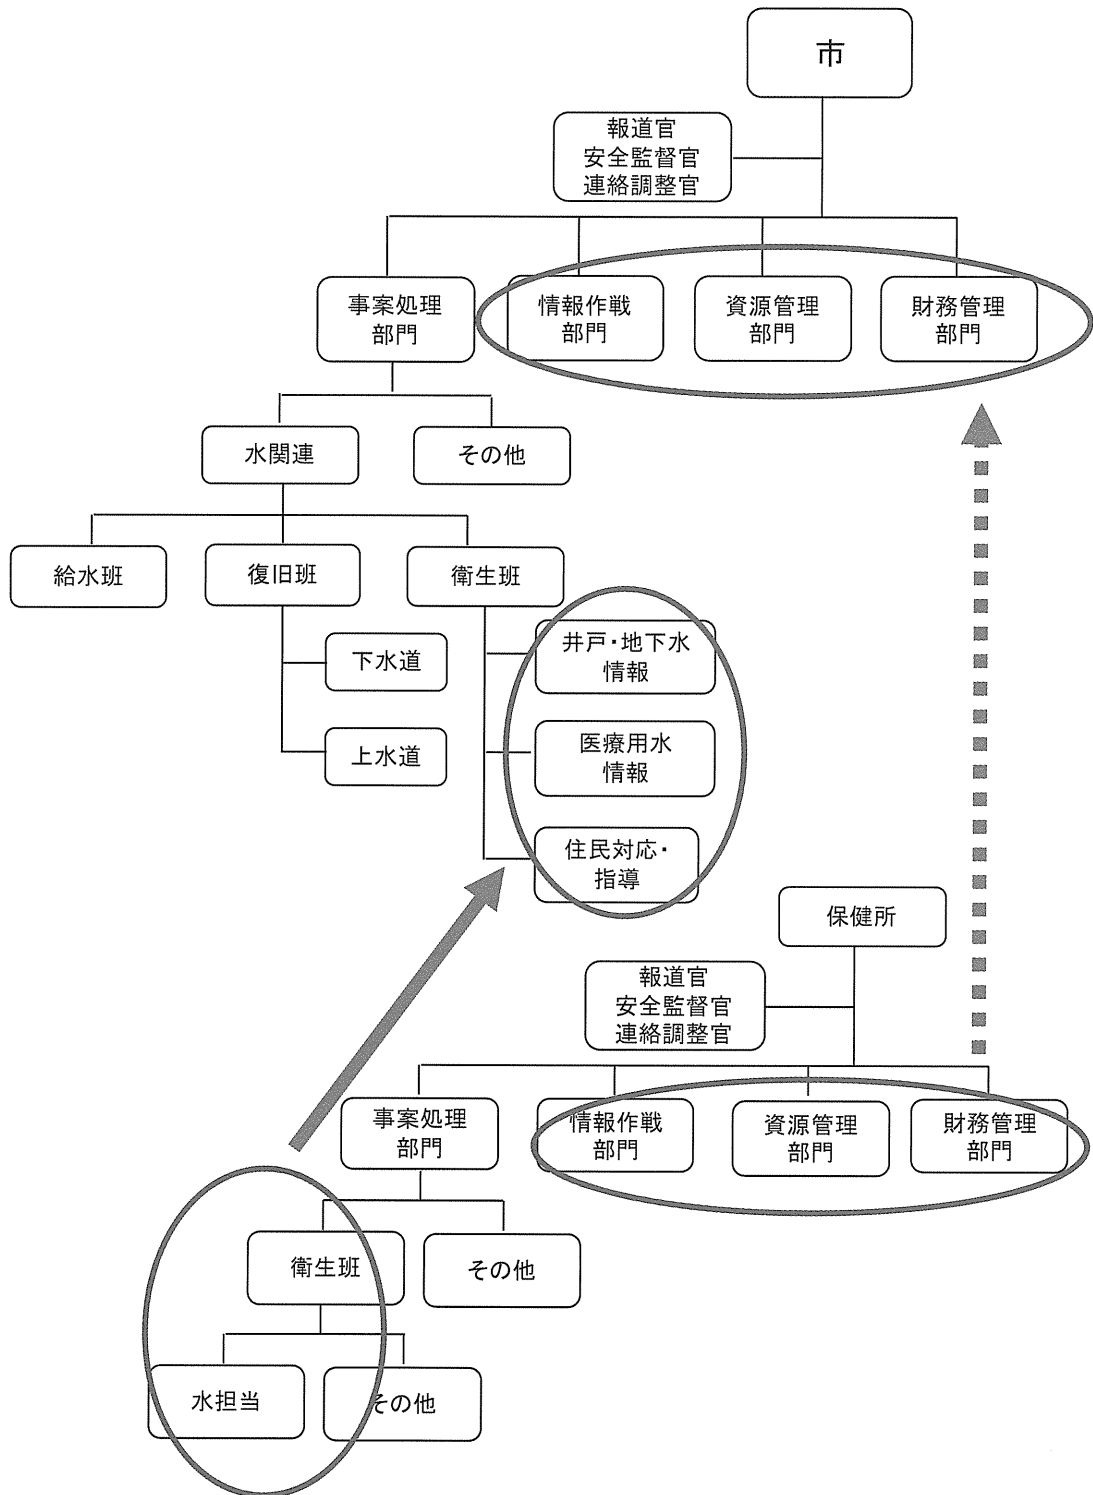 市
報道官
安全監督官
連絡調整官
事案処理
部門
情報作戦
部門
資源管理
部門
財務管理
部門
水関連
その他
給水班
復旧班
衛生班
下水道
上水道
井戸・地下水
情報
医療用水
情報
住民対応・
指導
保健所
報道官
安全監督官
連絡調整官
事案処理
部門
情報作戦
部門
資源管理
部門
財務管理
部門
衛生班
その他
水担当
その他